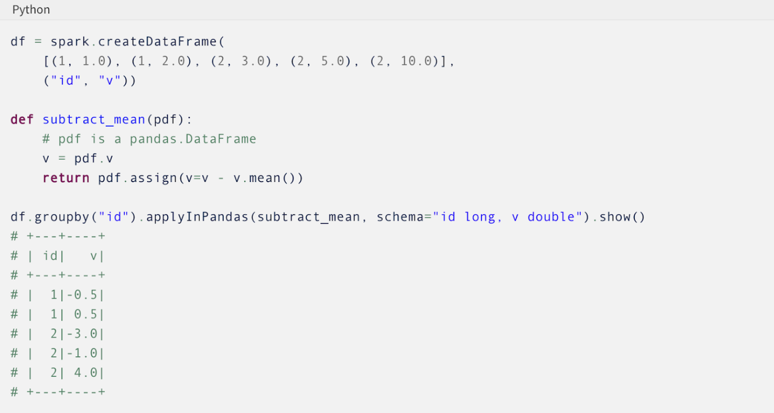 Python
df = spark.createDataFrame(
    [(1, 1.0), (1, 2.0), (2, 3.0), (2, 5.0), (2, 10.0)],
    ("id", "v"))

def subtract_mean(pdf):
    # pdf is a pandas.DataFrame
    v = pdf.v
    return pdf.assign(v=v - v.mean())

df.groupby("id").applyInPandas(subtract_mean, schema="id long, v double").show()
# +---+----+
# | id|   v|
# +---+----+
# |  1|-0.5|
# |  1| 0.5|
# |  2|-3.0|
# |  2|-1.0|
# |  2| 4.0|
# +---+----+